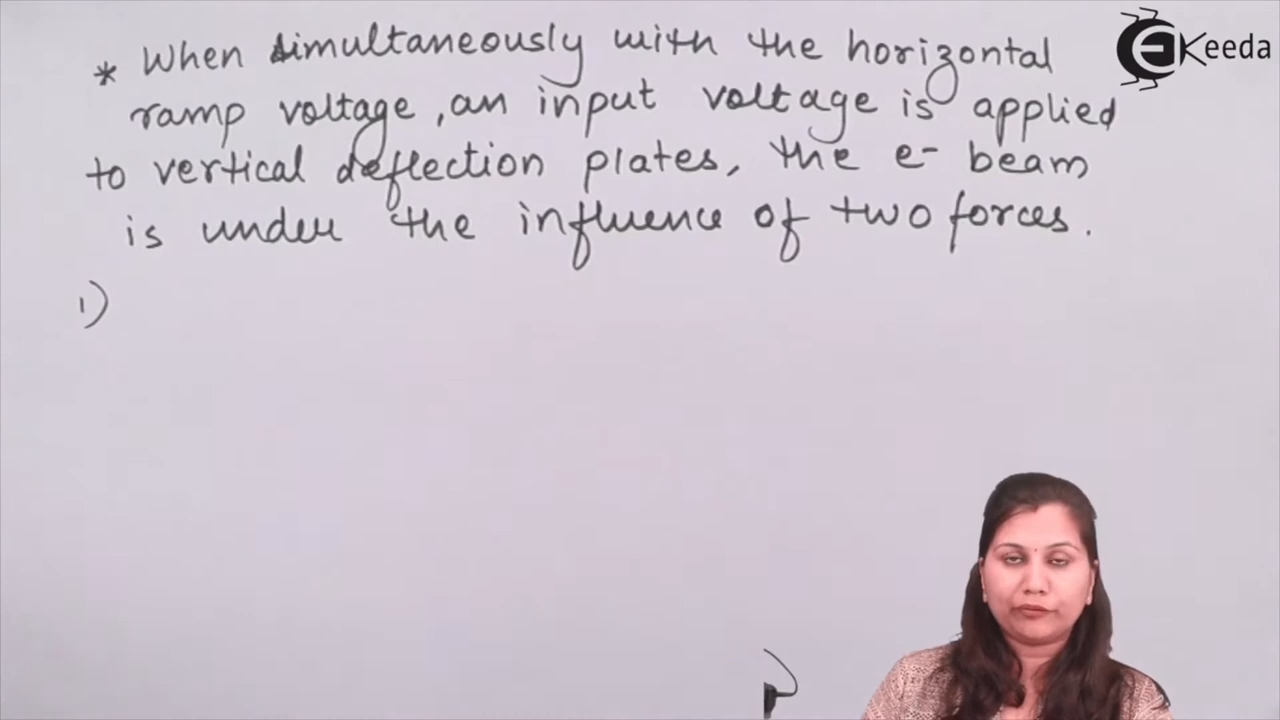 EKeeda
* When simultaneously with the horizontal
ramp voltage, an input voltage is applied
to vertical deflection plates, the e- beam
is under the influence of two forces.
1)